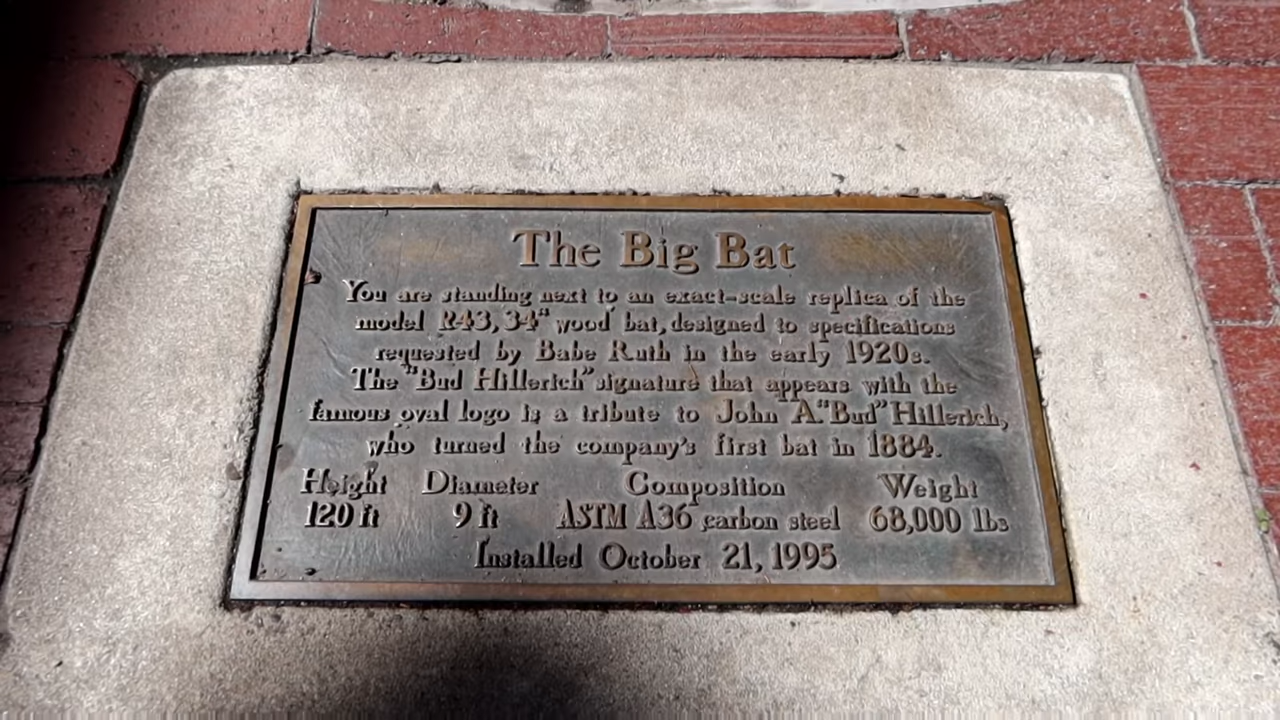 The Big Bat
You are standing next to an exact-scale replica of the
model R43, 34" wood bat, designed to specifications
requested by Babe Ruth in the early 1920s.
The "Bud Hillerich" signature that appears with the
famous oval logo is a tribute to John A. "Bud" Hillerich,
who turned the company's first bat in 1884.
Height Diameter Composition Weight
120 ft 9 ft ASTM A36 carbon steel 68,000 lbs
Installed October 21, 1995